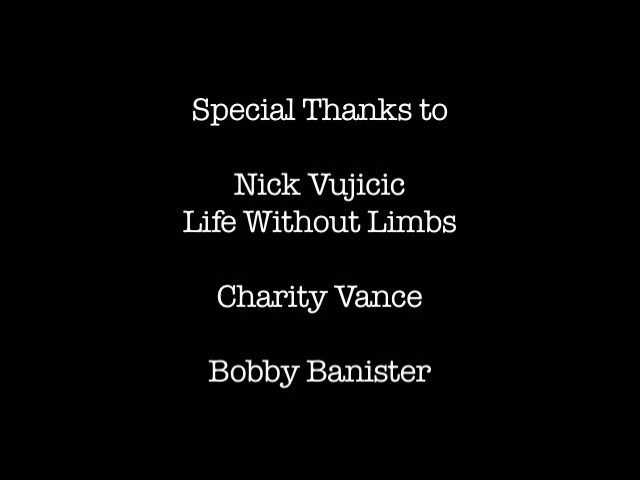 Special Thanks to
Nick Vujicic
Life Without Limbs
Charity Vance
Bobby Banister